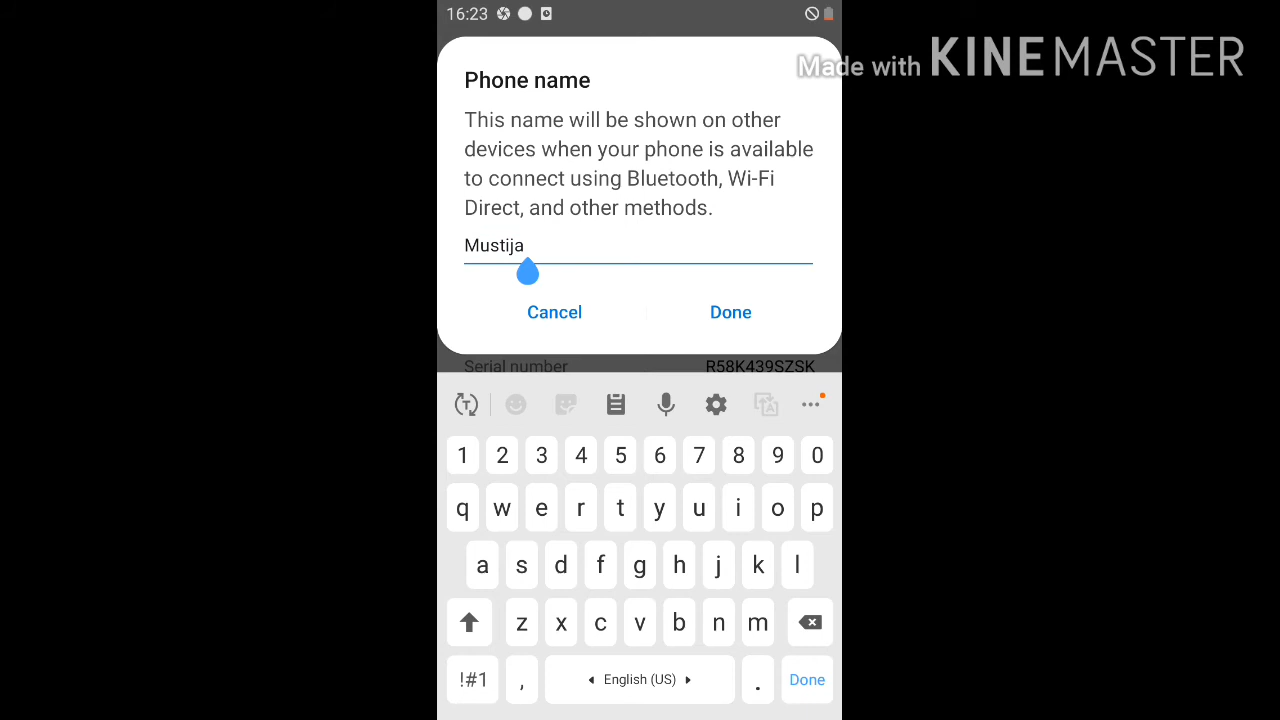 16:23
Made with KINEMASTER
Phone name
This name will be shown on other
devices when your phone is available
to connect using Bluetooth, Wi-Fi
Direct, and other methods.
Mustija
Cancel Done
Serial number R58K439SZSK
T
1 2 3 4 5 6 7 8 9 0
q w e r t y u i o p
a s d f g h j k l
z x c v b n m
!#1 , English (US) . Done